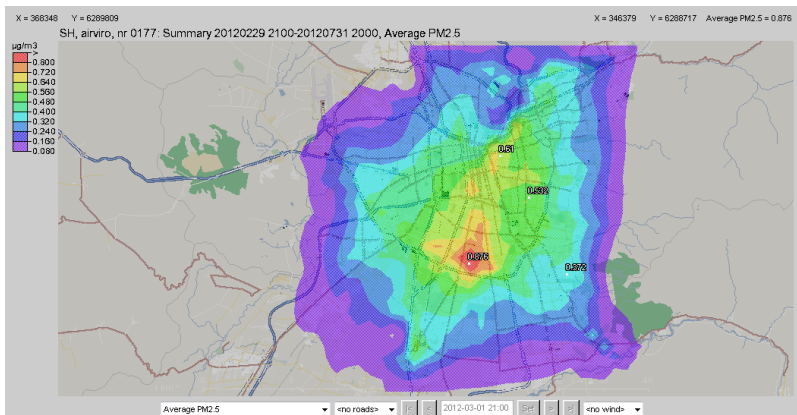 X = 368348 Y = 6289809
X = 346379 Y = 6288717 Average PM2.5 = 0.876
SH, airviro, nr 0177: Summary 20120229 2100-20120731 2000, Average PM2.5
µg/m3
>
0.800
0.720
0.640
0.560
0.480
0.400
0.320
0.240
0.160
0.080
0.61
0.532
0.876
0.372
Average PM2.5
<no roads>
|<
<
2012-03-01 21:00
Set
>
>|
<no wind>